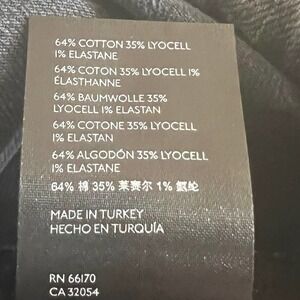 64% COTTON 35% LYOCELL
1% ELASTANE
64% COTON 35% LYOCELL 1%
ÉLASTHANNE
64% BAUMWOLLE 35%
LYOCELL 1% ELASTAN
64% COTONE 35% LYOCELL
1% ELASTAN
64% ALGODÓN 35% LYOCELL
1% ELASTANE
64% 棉 35% 莱赛尔 1% 氨纶
MADE IN TURKEY
HECHO EN TURQUÍA
RN 66170
CA 32054